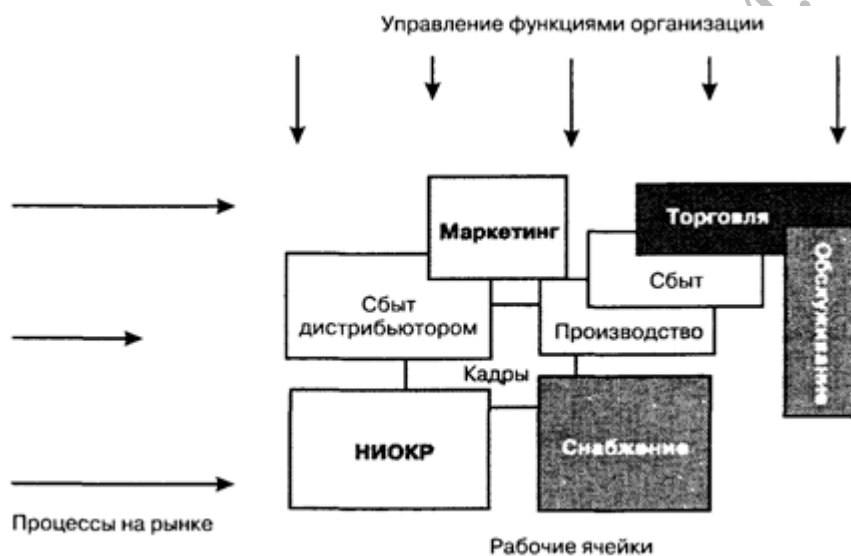 Управление функциями организации
Торговля
Маркетинг
Обслуживание
Сбыт
Сбыт
дистрибьютором
Производство
Кадры
НИОКР
Снабжение
Процессы на рынке
Рабочие ячейки